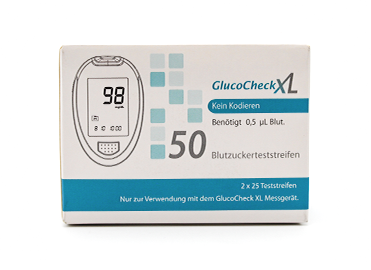 GlucoCheck XL
Kein Kodieren
Benötigt 0,5 µL Blut.
50 Blutzuckerteststreifen
2 x 25 Teststreifen
Nur zur Verwendung mit dem GlucoCheck XL Messgerät.
98